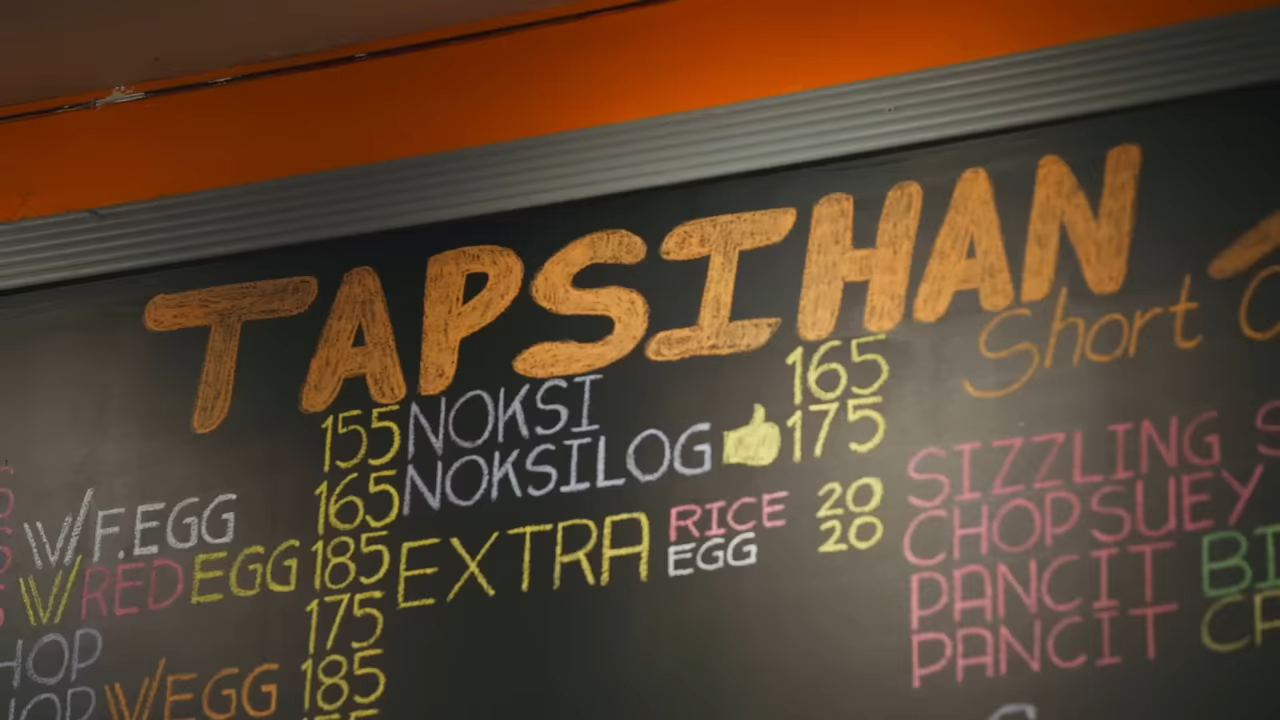 TAPSIHAN
Short
155 NOKSI 165
165 NOKSILOG 175
W/F.EGG 185 EXTRA RICE 20
EGG 20
W/RED EGG 175
W/EGG 185
SIZZLING
CHOPSUEY
PANCIT
PANCIT